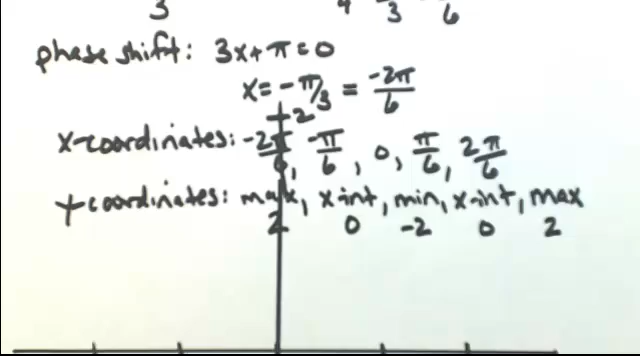 3 4 3 6
phase shift: 3x+π=0
x=-π/3 = -2π/6
2
x-coordinates: -2π/6, -π/6, 0, π/6, 2π/6
y-coordinates: max, x-int, min, x-int, max
2 0 -2 0 2